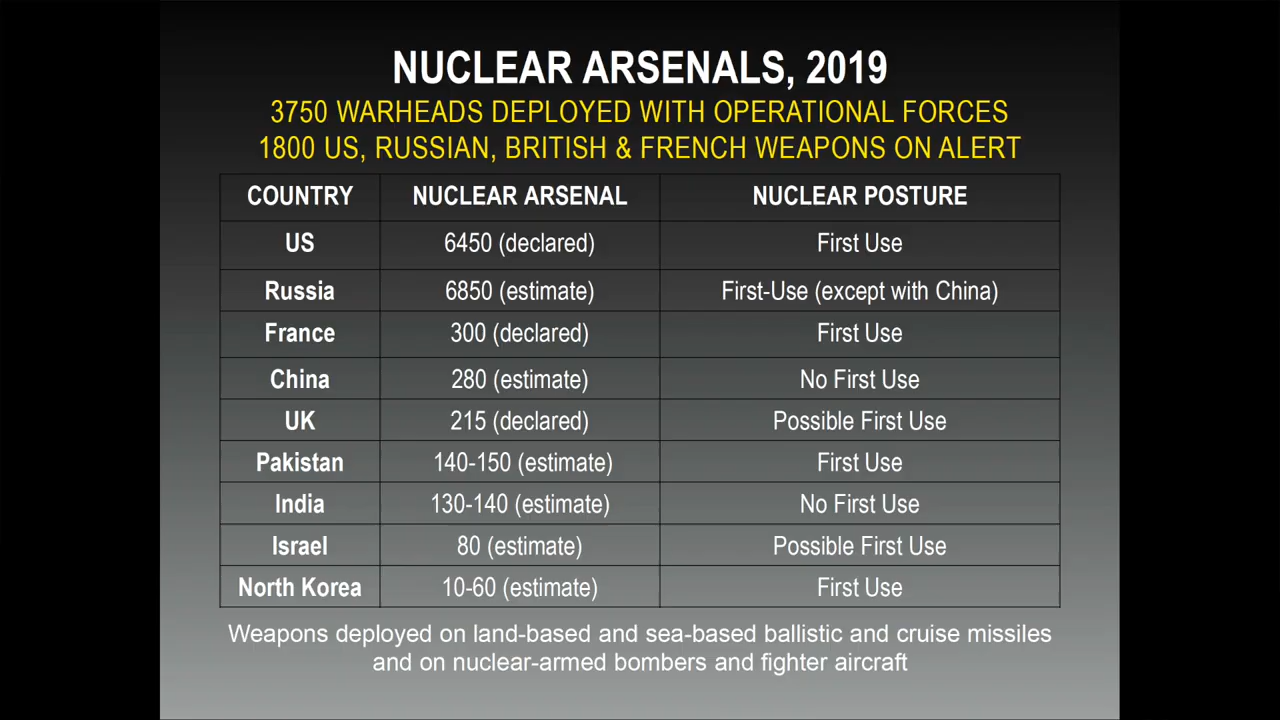 NUCLEAR ARSENALS, 2019
3750 WARHEADS DEPLOYED WITH OPERATIONAL FORCES
1800 US, RUSSIAN, BRITISH & FRENCH WEAPONS ON ALERT
COUNTRY NUCLEAR ARSENAL NUCLEAR POSTURE
US 6450 (declared) First Use
Russia 6850 (estimate) First-Use (except with China)
France 300 (declared) First Use
China 280 (estimate) No First Use
UK 215 (declared) Possible First Use
Pakistan 140-150 (estimate) First Use
India 130-140 (estimate) No First Use
Israel 80 (estimate) Possible First Use
North Korea 10-60 (estimate) First Use
Weapons deployed on land-based and sea-based ballistic and cruise missiles
and on nuclear-armed bombers and fighter aircraft